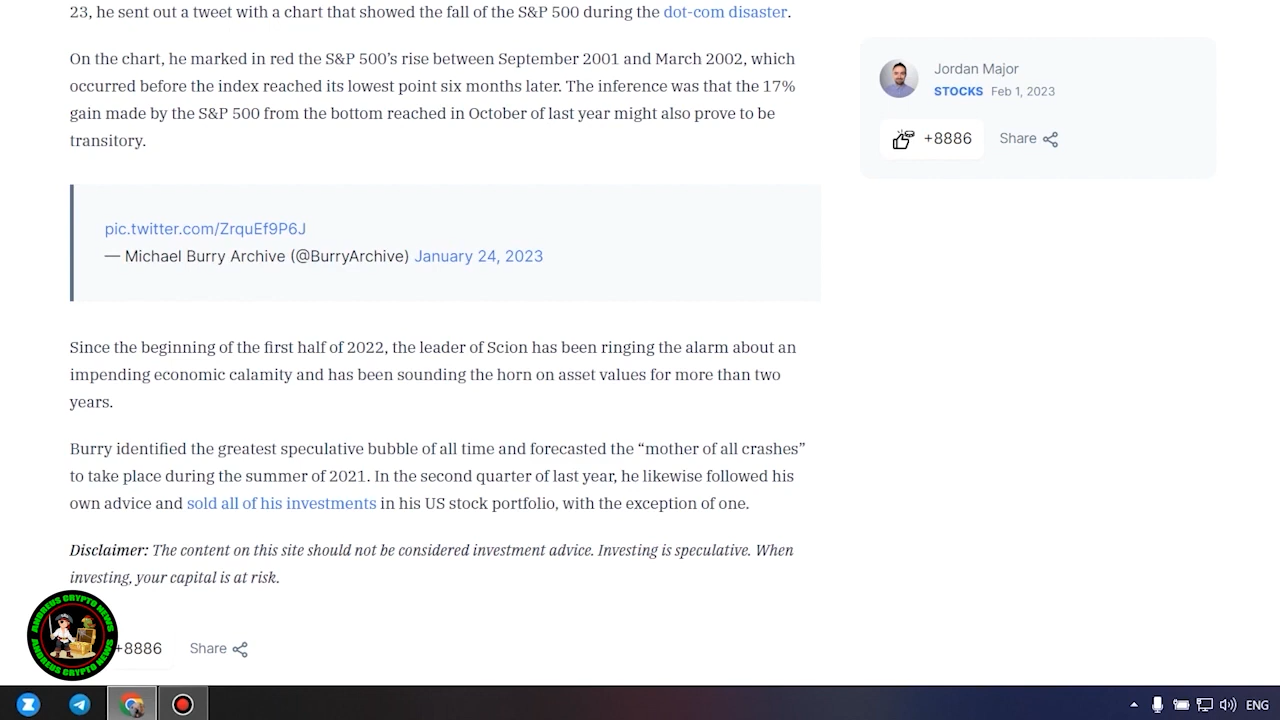 23, he sent out a tweet with a chart that showed the fall of the S&P 500 during the dot-com disaster.
On the chart, he marked in red the S&P 500’s rise between September 2001 and March 2002, which
occurred before the index reached its lowest point six months later. The inference was that the 17%
gain made by the S&P 500 from the bottom reached in October of last year might also prove to be
transitory.
pic.twitter.com/ZrquEf9P6J
— Michael Burry Archive (@BurryArchive) January 24, 2023
Since the beginning of the first half of 2022, the leader of Scion has been ringing the alarm about an
impending economic calamity and has been sounding the horn on asset values for more than two
years.
Burry identified the greatest speculative bubble of all time and forecasted the “mother of all crashes”
to take place during the summer of 2021. In the second quarter of last year, he likewise followed his
own advice and sold all of his investments in his US stock portfolio, with the exception of one.
Disclaimer: The content on this site should not be considered investment advice. Investing is speculative. When
investing, your capital is at risk.
+8886 Share
Jordan Major
STOCKS Feb 1, 2023
+8886 Share
ANDREUS CRYPTO NEWS
ANDREUS CRYPTO NEWS
ENG